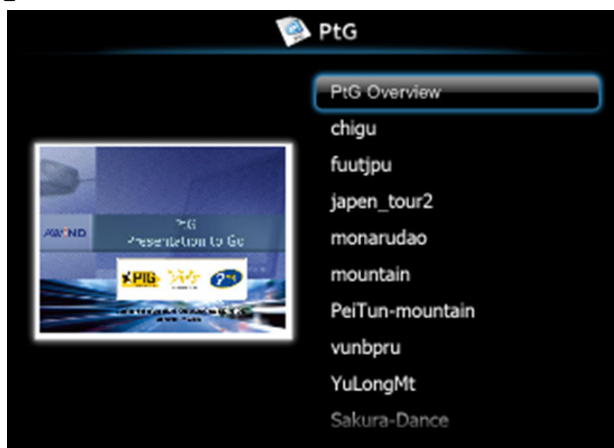 PtG
PtG Overview
chigu
fuutjpu
japen_tour2
monarudao
mountain
PeiTun-mountain
vunbpru
YuLongMt
Sakura-Dance
AWIND
PtG
Presentation to Go
PtG